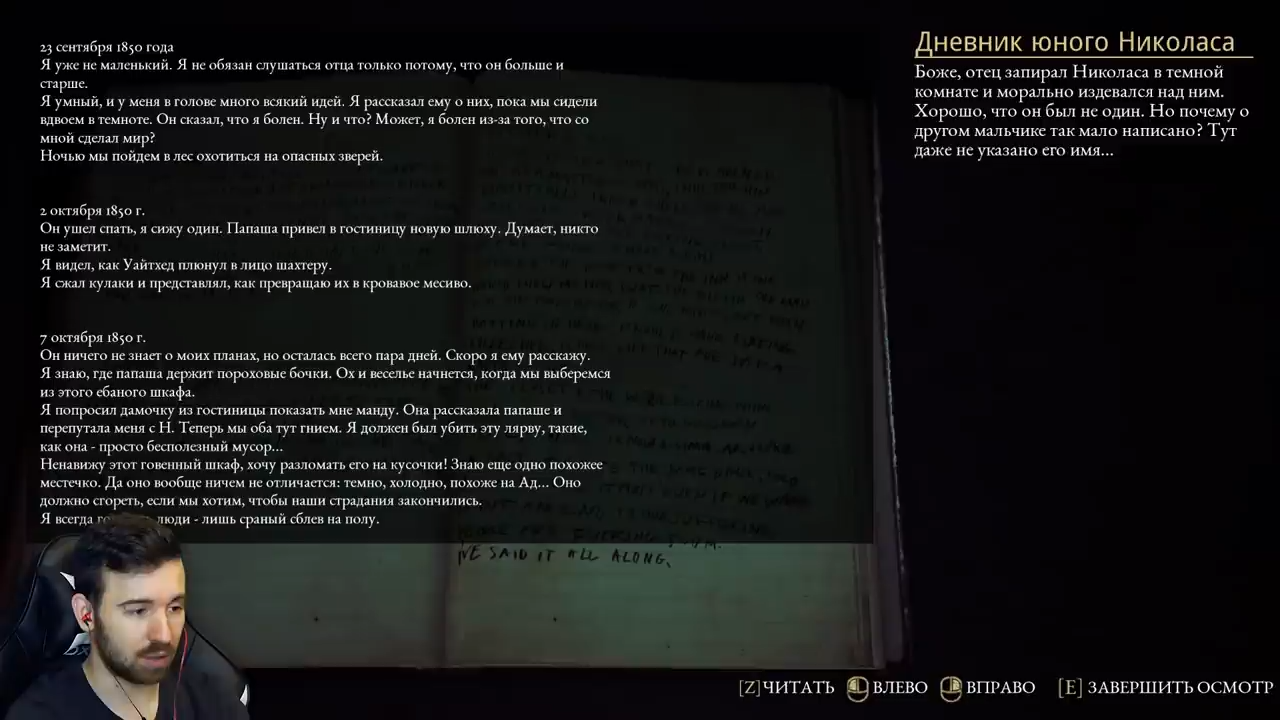 23 сентября 1850 года
Я уже не маленький. Я не обязан слушаться отца только потому, что он больше и
старше.
Я умный, и у меня в голове много всякий идей. Я рассказал ему о них, пока мы сидели
вдвоем в темноте. Он сказал, что я болен. Ну и что? Может, я болен из-за того, что со
мной сделал мир?
Ночью мы пойдем в лес охотиться на опасных зверей.
2 октября 1850 г.
Он ушел спать, я сижу один. Папаша привел в гостиницу новую шлюху. Думает, никто
не заметит.
Я видел, как Уайтхед плюнул в лицо шахтеру.
Я сжал кулаки и представлял, как превращаю их в кровавое месиво.
7 октября 1850 г.
Он ничего не знает о моих планах, но осталась всего пара дней. Скоро я ему расскажу.
Я знаю, где папаша держит пороховые бочки. Ох и веселье начнется, когда мы выберемся
из этого ебаного шкафа.
Я попросил дамочку из гостиницы показать мне манду. Она рассказала папаше и
перепутала меня с Н. Теперь мы оба тут гнием. Я должен был убить эту лярву, такие,
как она - просто бесполезный мусор...
Ненавижу этот говенный шкаф, хочу разломать его на кусочки! Знаю еще одно похожее
местечко. Да оно вообще ничем не отличается: темно, холодно, похоже на Ад... Оно
должно сгореть, если мы хотим, чтобы наши страдания закончились.
Я всегда люди - лишь сраный сблев на полу.
I'VE SAID IT ALL ALONG.
Дневник юного Николаса
Боже, отец запирал Николаса в темной
комнате и морально издевался над ним.
Хорошо, что он был не один. Но почему о
другом мальчике так мало написано? Тут
даже не указано его имя...
[Z]ЧИТАТЬ ВЛЕВО ВПРАВО [E] ЗАВЕРШИТЬ ОСМОТР